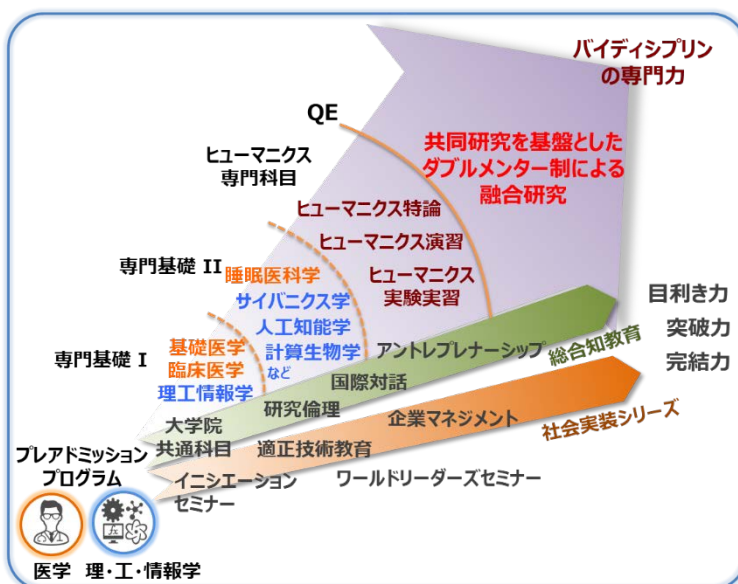 バイディシプリン
の専門力
QE
共同研究を基盤とした
ダブルメンター制による
融合研究
ヒューマニクス
専門科目
ヒューマニクス特論
ヒューマニクス演習
ヒューマニクス
実験実習
専門基礎 II
睡眠医科学
サイバニクス学
人工知能学
計算生物学
など
専門基礎 I
基礎医学
臨床医学
理工情報学
目利き力
突破力
完結力
アントレプレナーシップ
総合知教育
国際対話
研究倫理
大学院
共通科目
企業マネジメント
社会実装シリーズ
適正技術教育
プレアドミッション
プログラム
イニシエーション
セミナー
ワールドリーダーズセミナー
fx
医学
理・工・情報学